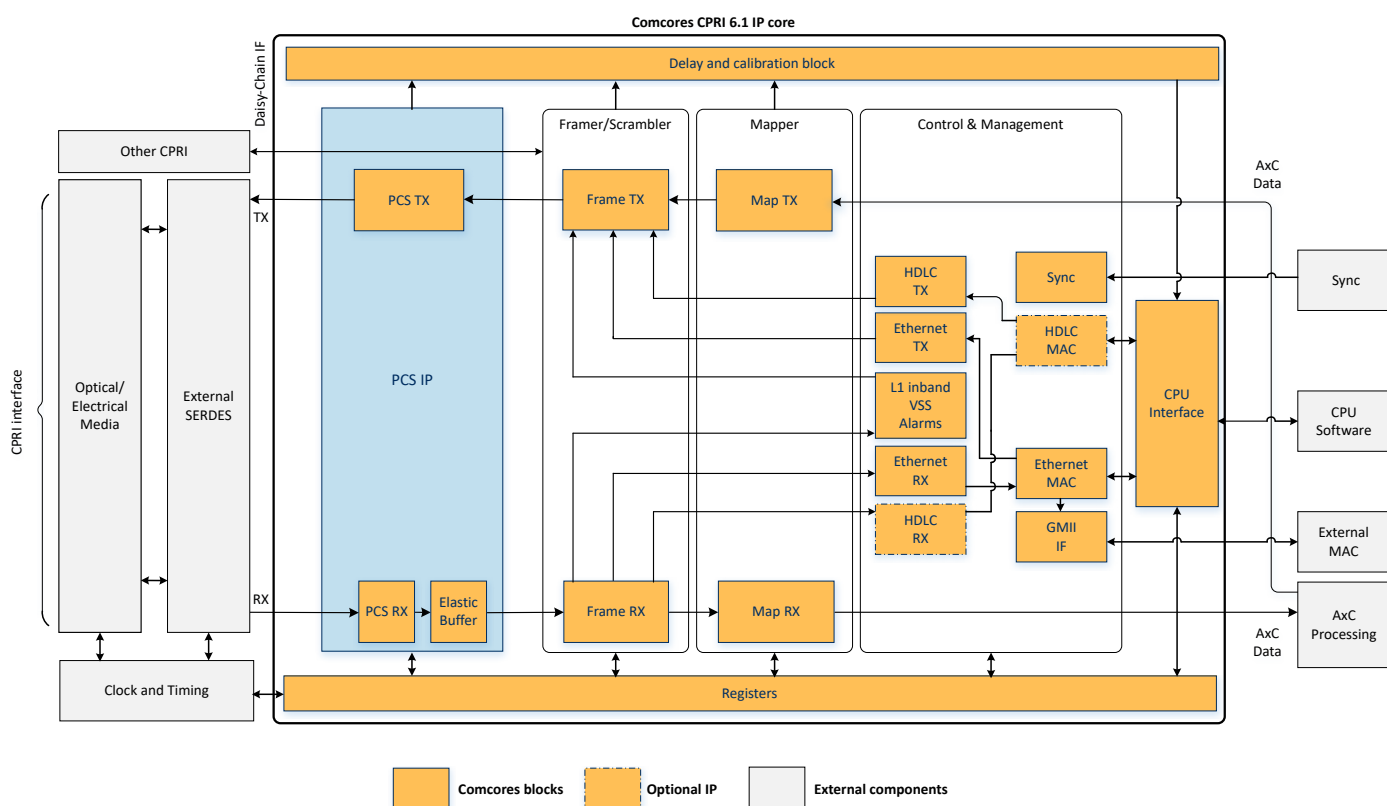 Comcores CPRI 6.1 IP core
Daisy-Chain IF
Delay and calibration block
Other CPRI
Framer/Scrambler
Mapper
Control & Management
AxC
Data
TX
PCS TX
Frame TX
Map TX
HDLC
TX
Sync
Sync
Ethernet
TX
HDLC
MAC
CPRI interface
Optical/
Electrical
Media
External
SERDES
PCS IP
L1 inband
VSS
Alarms
CPU
Interface
CPU
Software
Ethernet
RX
Ethernet
MAC
HDLC
RX
GMII
IF
External
MAC
RX
PCS RX
Elastic
Buffer
Frame RX
Map RX
AxC
Data
AxC
Processing
Clock and Timing
Registers
Comcores blocks
Optional IP
External components